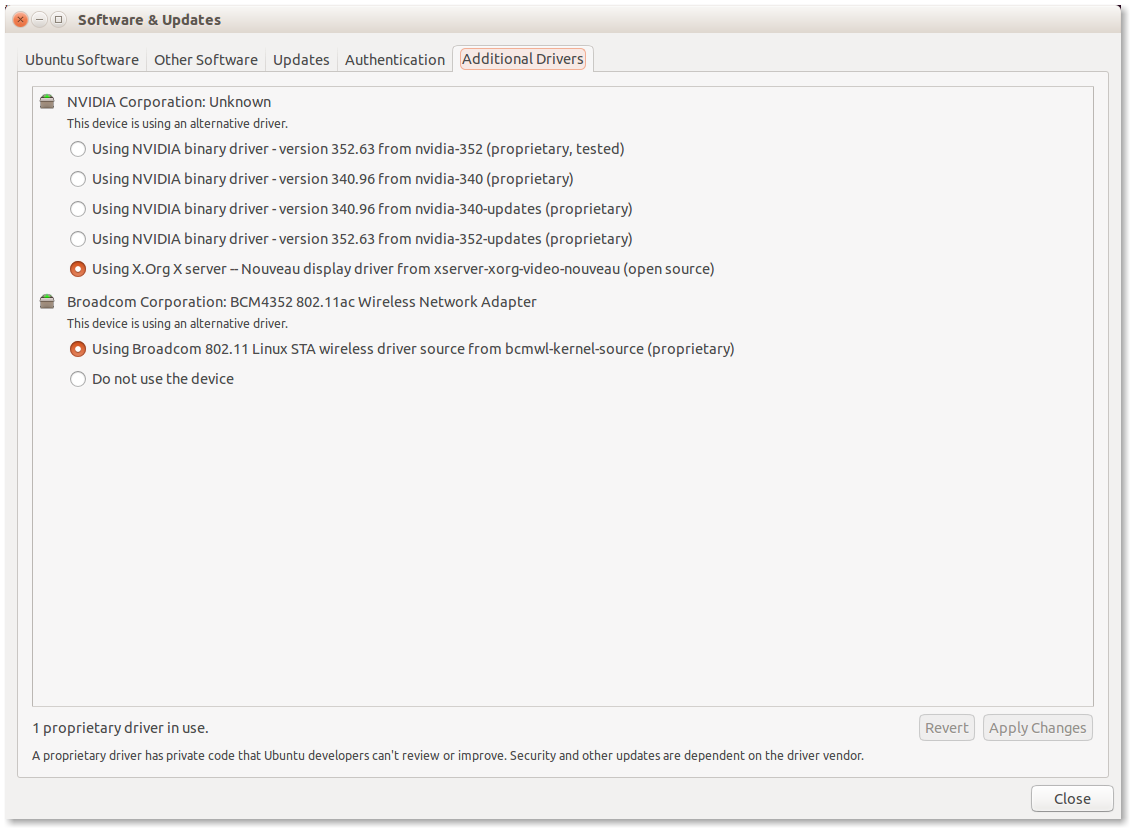 Software & Updates
Ubuntu Software Other Software Updates Authentication Additional Drivers
NVIDIA Corporation: Unknown
This device is using an alternative driver.
Using NVIDIA binary driver - version 352.63 from nvidia-352 (proprietary, tested)
Using NVIDIA binary driver - version 340.96 from nvidia-340 (proprietary)
Using NVIDIA binary driver - version 340.96 from nvidia-340-updates (proprietary)
Using NVIDIA binary driver - version 352.63 from nvidia-352-updates (proprietary)
Using X.Org X server -- Nouveau display driver from xserver-xorg-video-nouveau (open source)
Broadcom Corporation: BCM4352 802.11ac Wireless Network Adapter
This device is using an alternative driver.
Using Broadcom 802.11 Linux STA wireless driver source from bcmwl-kernel-source (proprietary)
Do not use the device
1 proprietary driver in use.
Revert Apply Changes
A proprietary driver has private code that Ubuntu developers can't review or improve. Security and other updates are dependent on the driver vendor.
Close